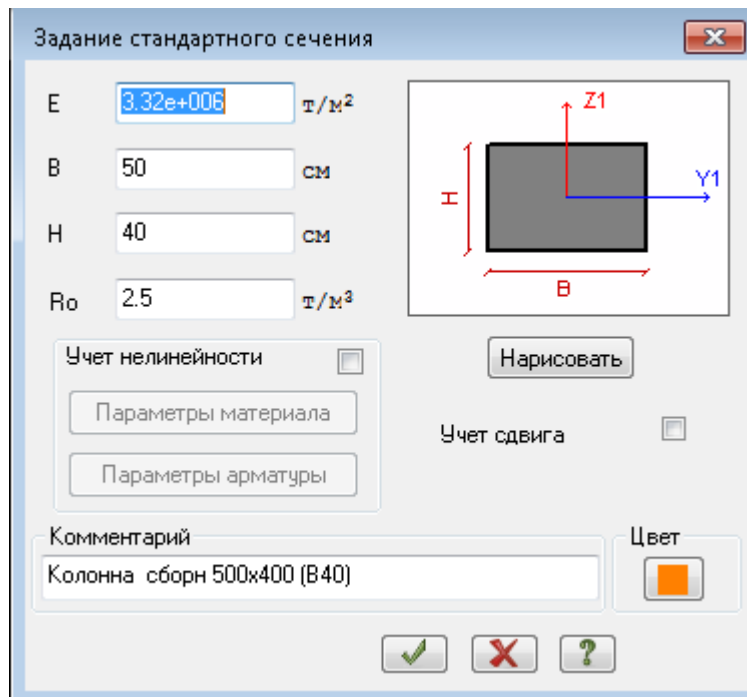 Задание стандартного сечения
E 3.32e+006 т/м²
B 50 см
H 40 см
Ro 2.5 т/м³
Z1
Y1
H
B
Учет нелинейности
Нарисовать
Параметры материала
Учет сдвига
Параметры арматуры
Комментарий
Цвет
Колонна сборн 500x400 (B40)
?